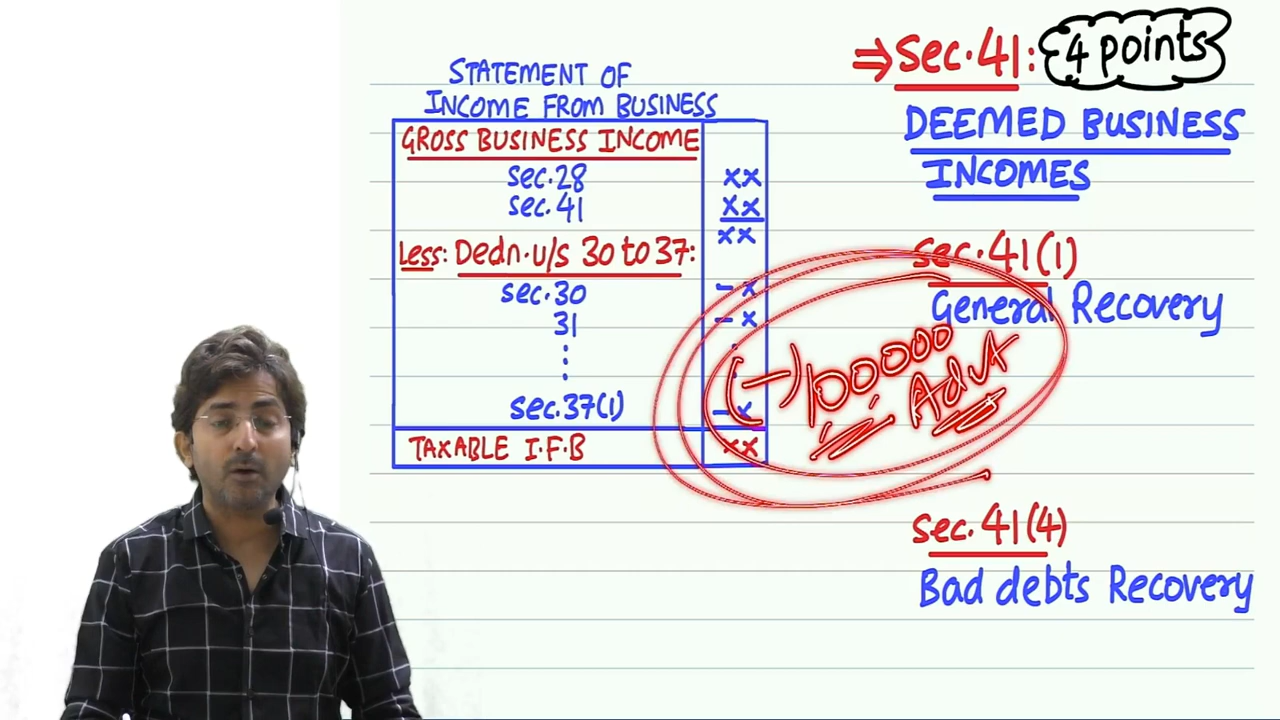 STATEMENT OF
INCOME FROM BUSINESS
GROSS BUSINESS INCOME
sec.28 xx
sec.41 xx
xx
Less: Dedn.u/s 30 to 37:
sec.30 - x
31 - x
:
:
sec.37(1) - x
TAXABLE I.F.B xx
⇒ sec.41: 4 points
DEEMED BUSINESS
INCOMES
sec.41(1)
General Recovery
(-)100000
Advt
sec.41(4)
Bad debts Recovery